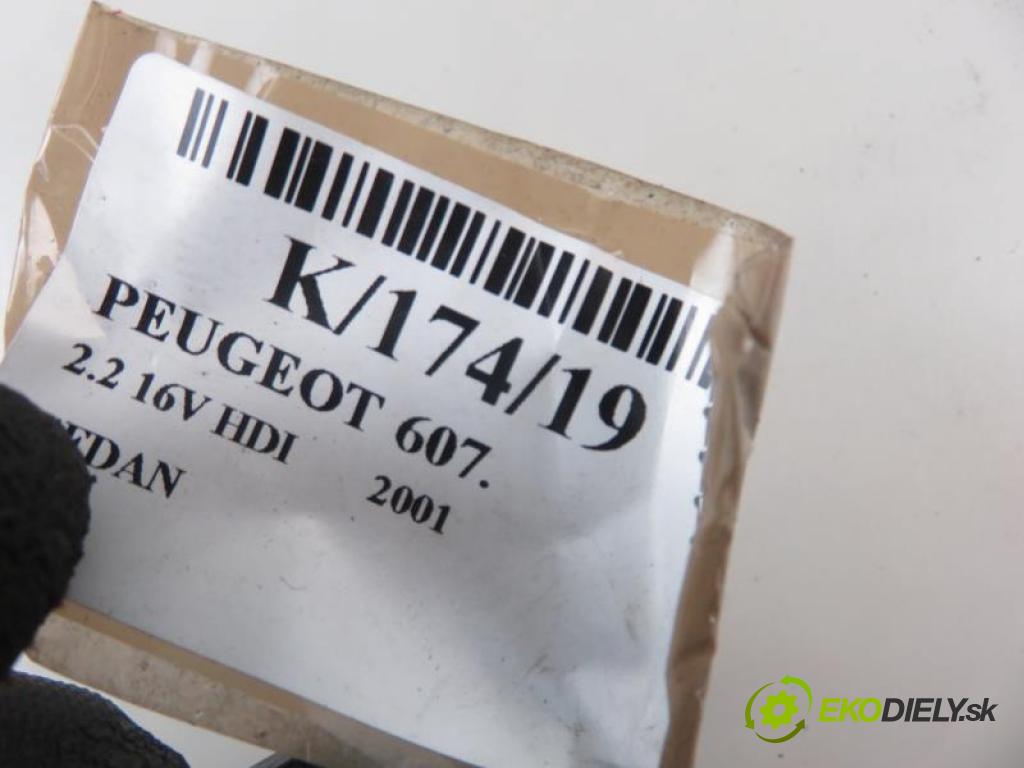 K/174/19
PEUGEOT 607.
2.2 16V HDI 2001
EDAN
EKODIELY.sk